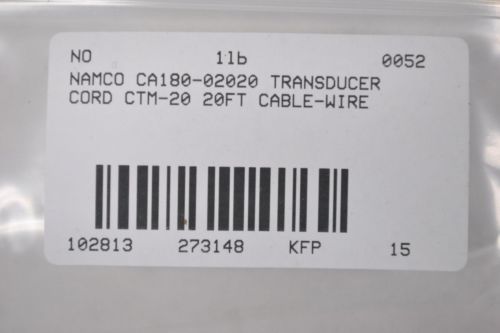 NO 1lb 0052
NAMCO CA180-02020 TRANSDUCER
CORD CTM-20 20FT CABLE-WIRE
102813 273148 KFP 15